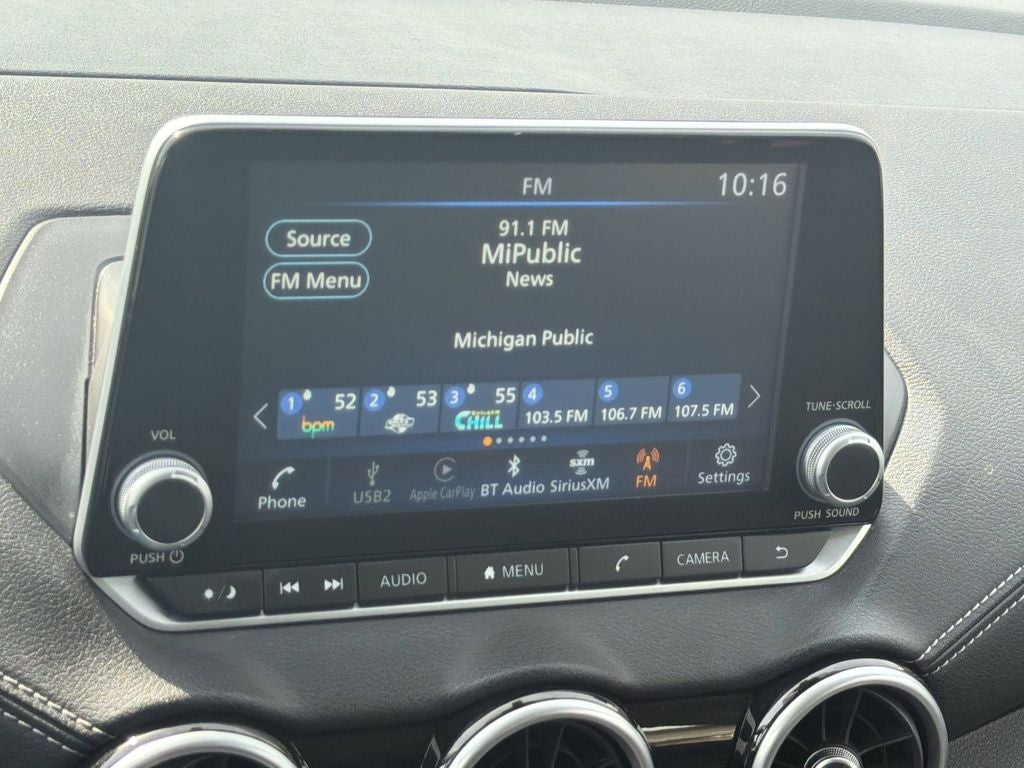 FM
10:16
Source
FM Menu
91.1 FM
MiPublic
News
Michigan Public
1 52
bpm
2 53
3 55
CHILL
4
103.5 FM
5
106.7 FM
6
107.5 FM
Phone
USB2
Apple CarPlay
BT Audio
sxm
SiriusXM
FM
Settings
VOL
PUSH
TUNE·SCROLL
PUSH SOUND
AUDIO
MENU
CAMERA